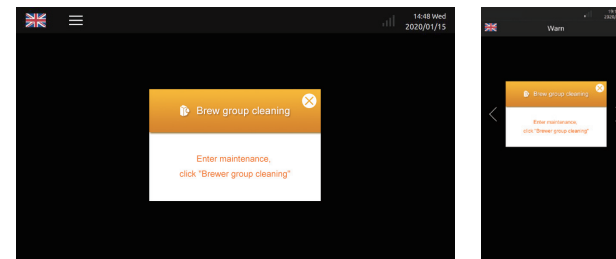 14:48 Wed
2020/01/15
Brew group cleaning
Enter maintenance,
click "Brewer group cleaning"
Warn
Brew group cleaning
Enter maintenance,
click "Brewer group cleaning"